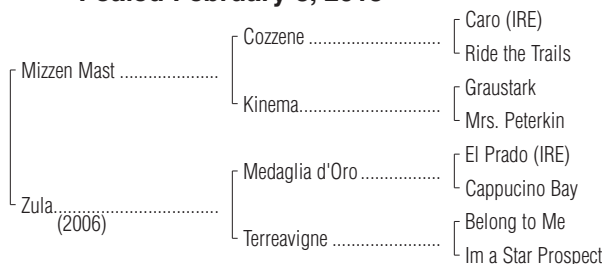 Foaled February
Caro (IRE)
Cozzene ................................
Ride the Trails
Mizzen Mast .....................
Graustark
Kinema..................................
Mrs. Peterkin
El Prado (IRE)
Medaglia d'Oro...................
Cappucino Bay
Zula.....................................
(2006)
Belong to Me
Terreavigne .........................
Im a Star Prospect